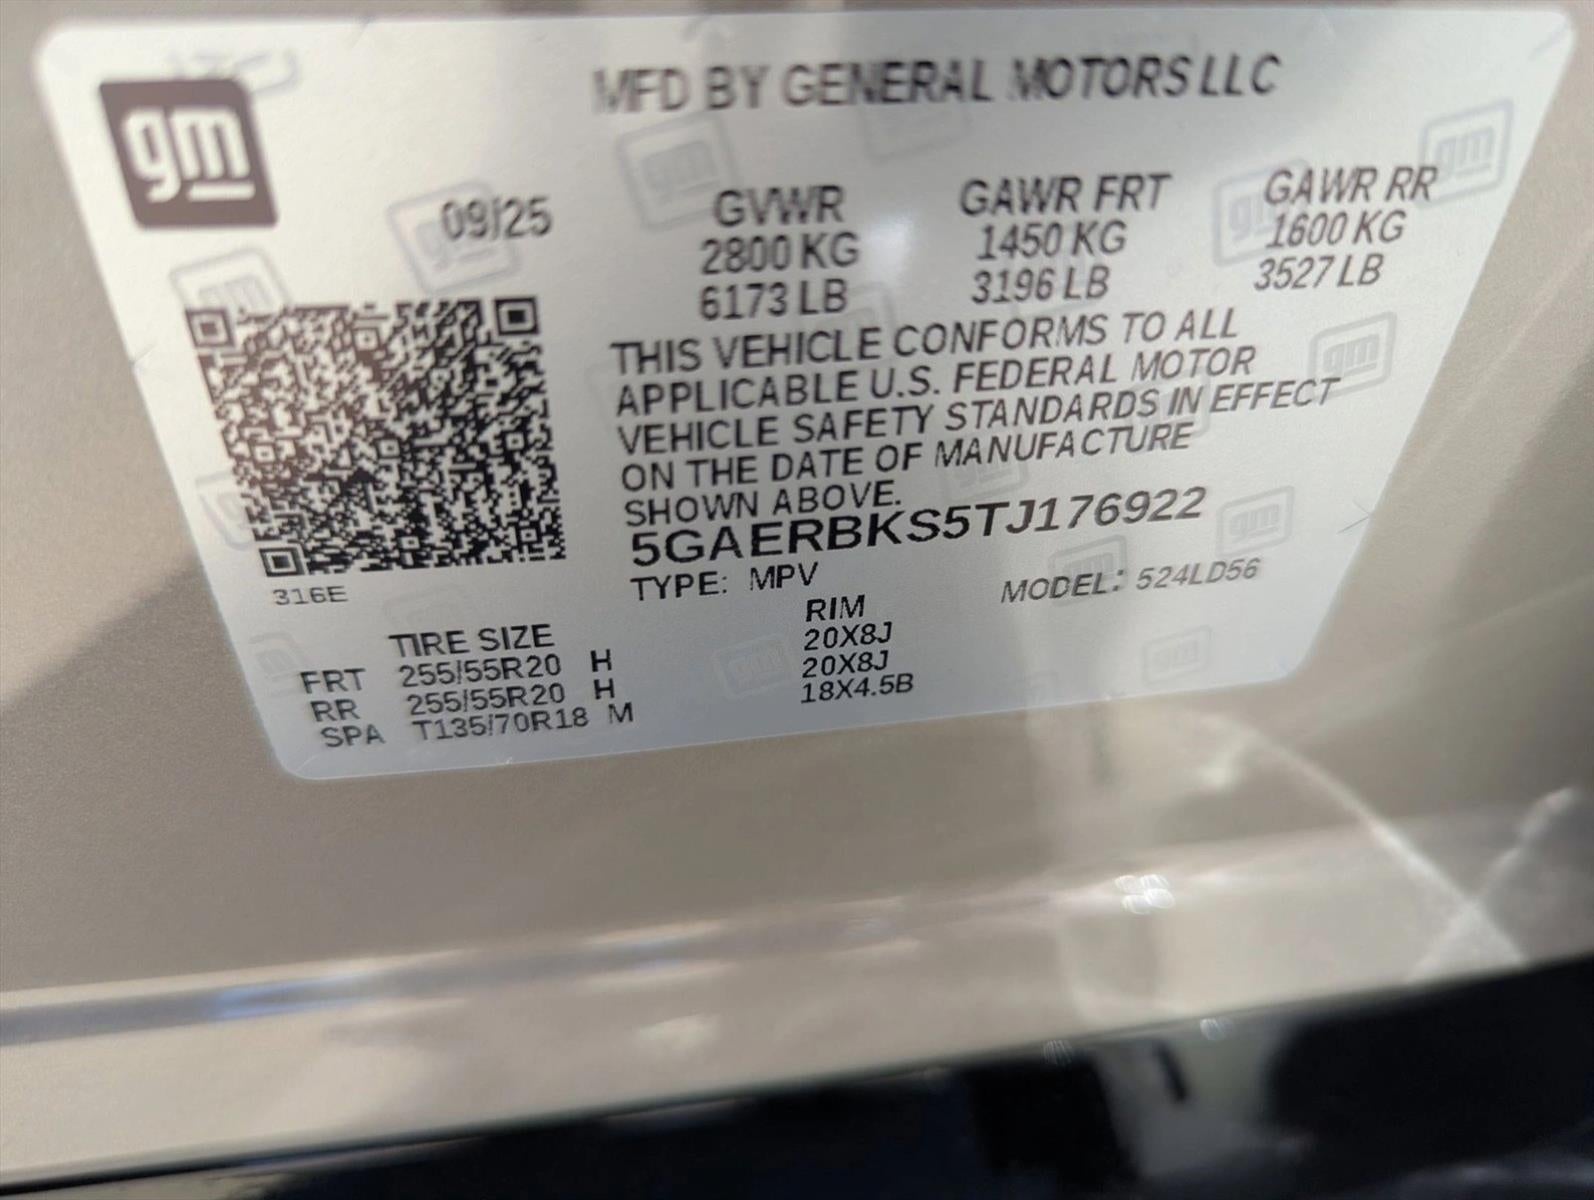 gm
MFD BY GENERAL MOTORS LLC
09/25
GVWR GAWR FRT GAWR RR
2800 KG 1450 KG 1600 KG
6173 LB 3196 LB 3527 LB
THIS VEHICLE CONFORMS TO ALL
APPLICABLE U.S. FEDERAL MOTOR
VEHICLE SAFETY STANDARDS IN EFFECT
ON THE DATE OF MANUFACTURE
SHOWN ABOVE.
5GAERBKS5TJ176922
316E
TYPE: MPV MODEL: 524LD56
TIRE SIZE RIM
FRT 255/55R20 H 20X8J
RR 255/55R20 H 20X8J
SPA T135/70R18 M 18X4.5B